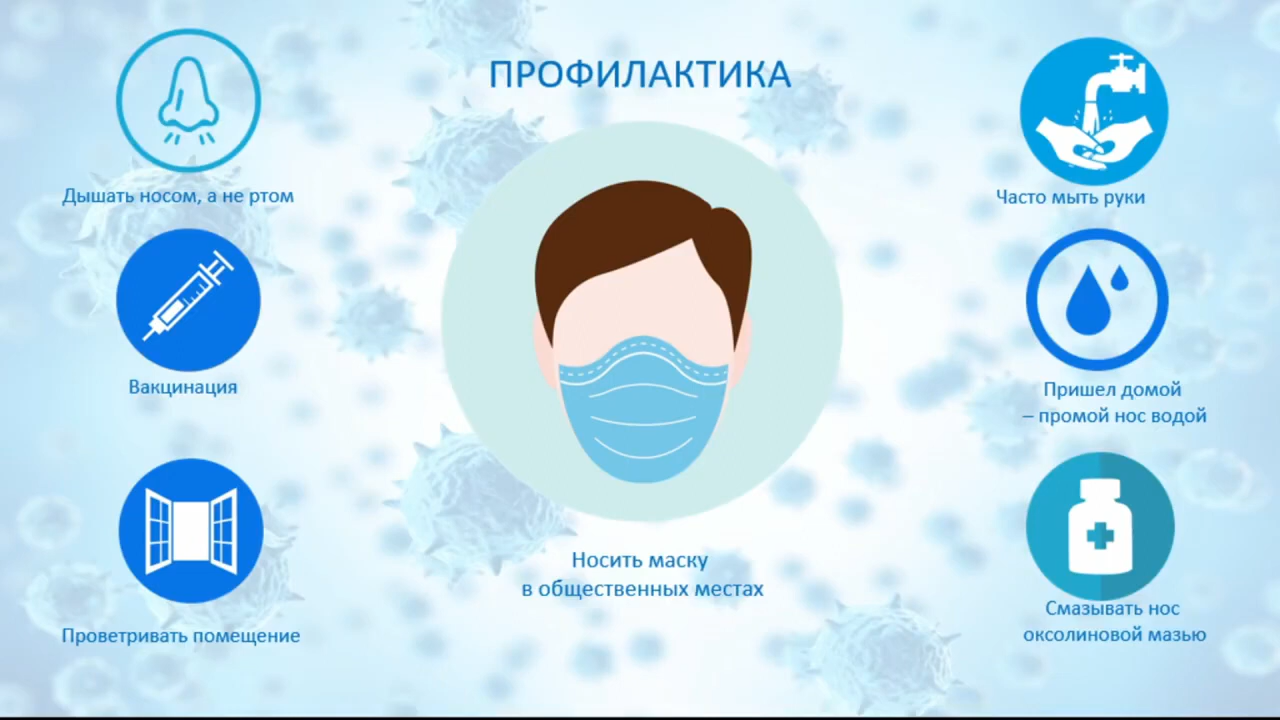 ПРОФИЛАКТИКА
Дышать носом, а не ртом
Вакцинация
Проветривать помещение
Носить маску
в общественных местах
Часто мыть руки
Пришел домой
– промой нос водой
Смазывать нос
оксолиновой мазью